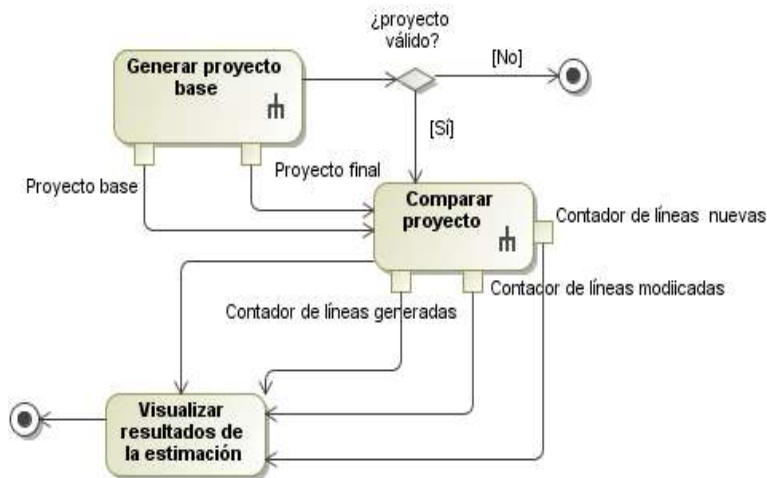 ¿proyecto
válido?
Generar proyecto
base
[No]
[Sí]
Proyecto final
Proyecto base
Comparar
proyecto
Contador de líneas nuevas
Contador de líneas modiicadas
Contador de líneas generadas
Visualizar
resultados de
la estimación